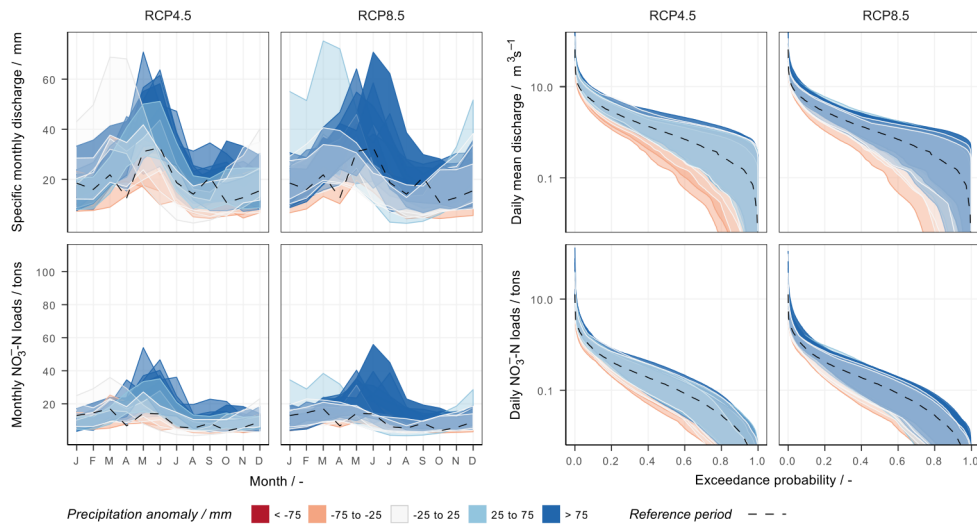 RCP4.5 RCP8.5 RCP4.5 RCP8.5
Specific monthly discharge / mm
60
40
20
Daily mean discharge / m³s⁻¹
10.0
0.1
Monthly NO₃⁻-N loads / tons
100
80
60
40
20
Daily NO₃⁻-N loads / tons
10.0
0.1
J F M A M J J A S O N D J F M A M J J A S O N D
Month / -
0.0 0.2 0.4 0.6 0.8 1.0 0.0 0.2 0.4 0.6 0.8 1.0
Exceedance probability / -
Precipitation anomaly / mm < -75 -75 to -25 -25 to 25 25 to 75 > 75 Reference period